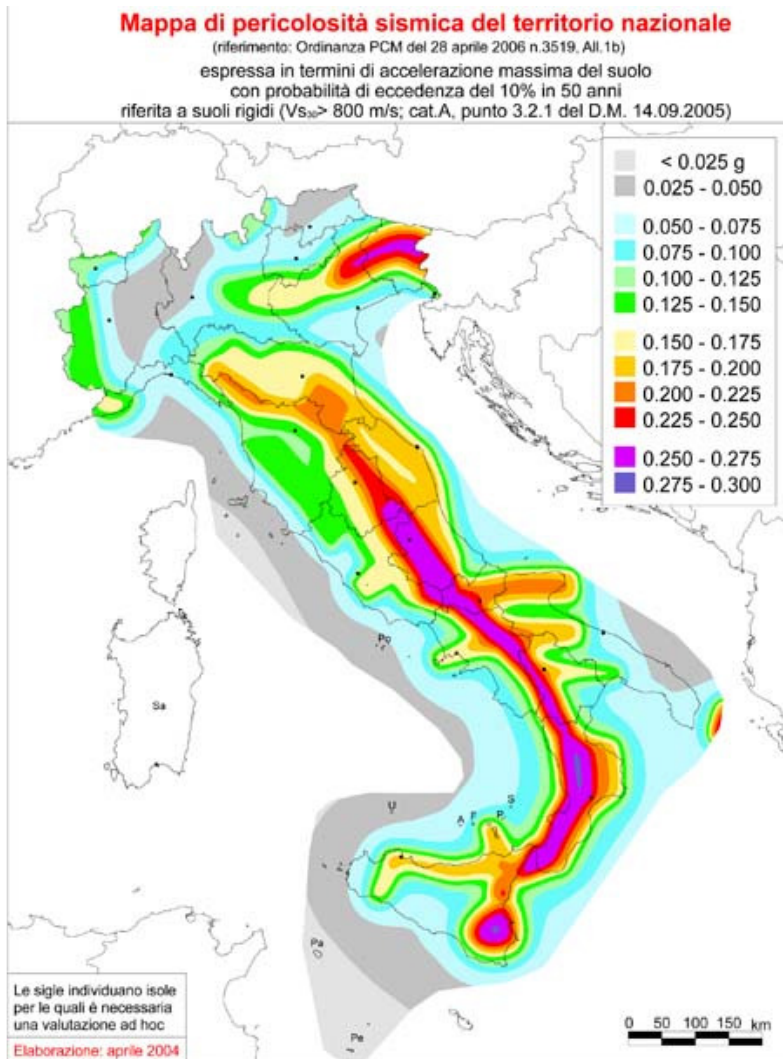 Mappa di pericolosità sismica del territorio nazionale
(riferimento: Ordinanza PCM del 28 aprile 2006 n.3519, All.1b)
espressa in termini di accelerazione massima del suolo
con probabilità di eccedenza del 10% in 50 anni
riferita a suoli rigidi (Vs₃₀> 800 m/s; cat.A, punto 3.2.1 del D.M. 14.09.2005)
< 0.025 g
0.025 - 0.050
0.050 - 0.075
0.075 - 0.100
0.100 - 0.125
0.125 - 0.150
0.150 - 0.175
0.175 - 0.200
0.200 - 0.225
0.225 - 0.250
0.250 - 0.275
0.275 - 0.300
Po
Sa
U
A
F
P
S
Pa
Pe
Le sigle individuano isole
per le quali è necessaria
una valutazione ad hoc
Elaborazione: aprile 2004
0 50 100 150 km